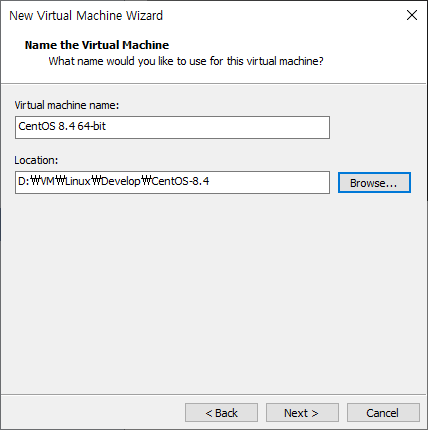 New Virtual Machine Wizard
Name the Virtual Machine
What name would you like to use for this virtual machine?
Virtual machine name:
CentOS 8.4 64-bit
Location:
D:₩VM₩Linux₩Develop₩CentOS-8.4
Browse...
< Back
Next >
Cancel